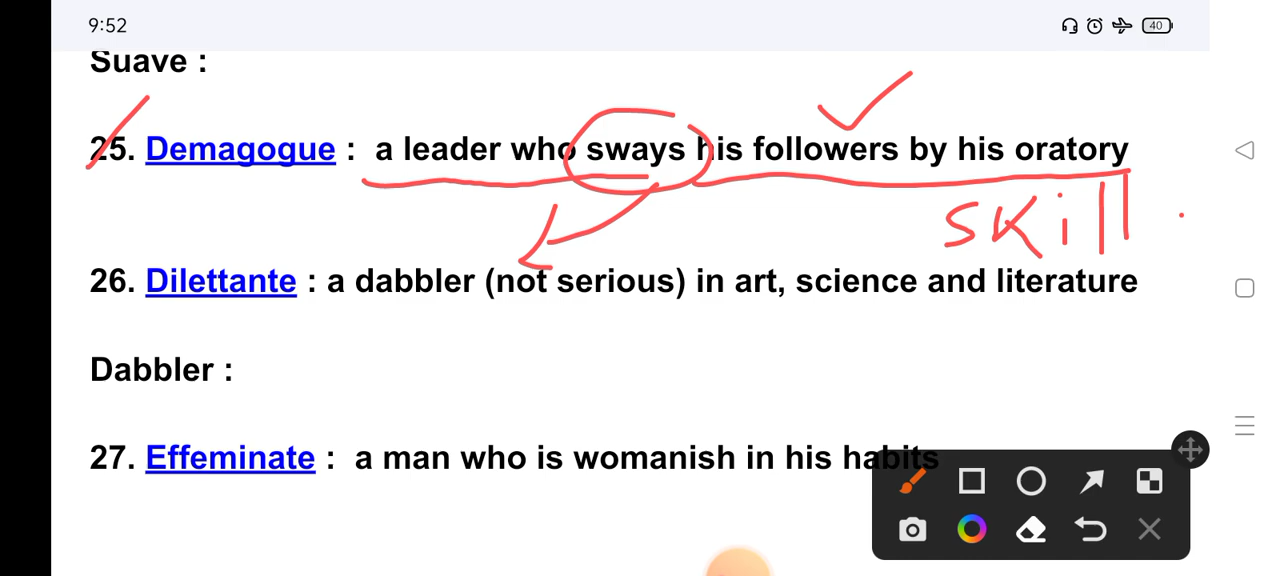 9:52
40
Suave :
25. Demagogue : a leader who sways his followers by his oratory
skill
26. Dilettante : a dabbler (not serious) in art, science and literature
Dabbler :
27. Effeminate : a man who is womanish in his habits